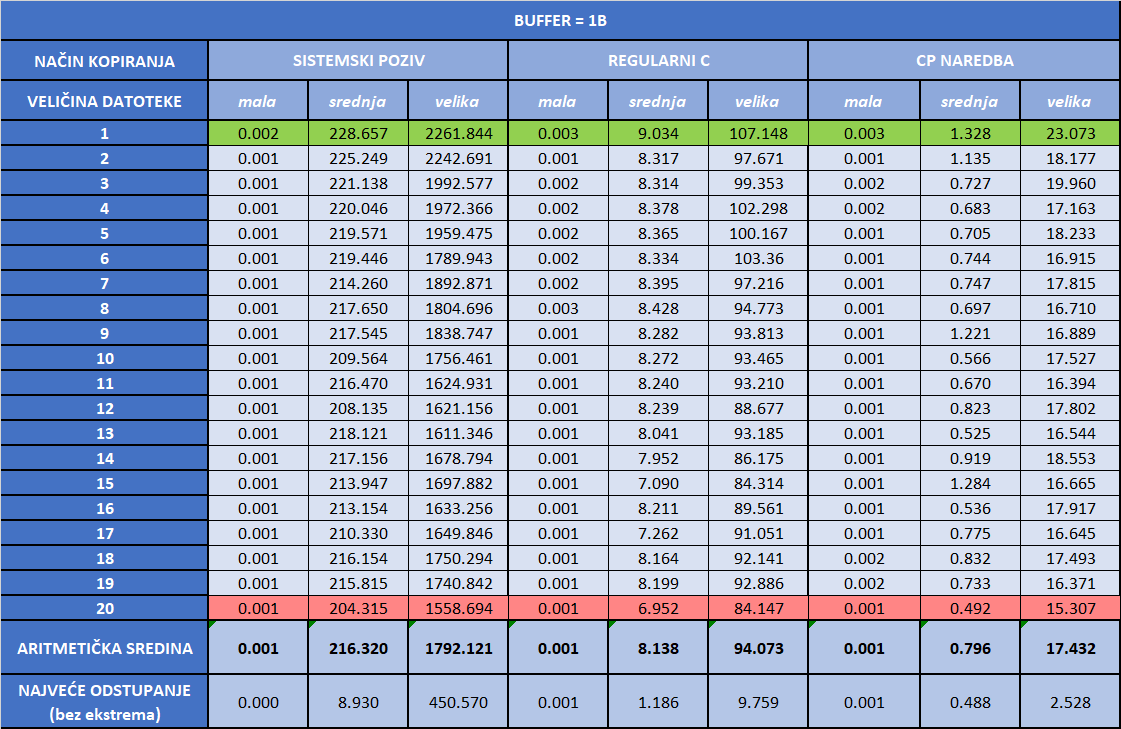 BUFFER = 1B
NAČIN KOPIRANJA SISTEMSKI POZIV REGULARNI C CP NAREDBA
VELIČINA DATOTEKE mala srednja velika mala srednja velika mala srednja velika
1 0.002 228.657 2261.844 0.003 9.034 107.148 0.003 1.328 23.073
2 0.001 225.249 2242.691 0.001 8.317 97.671 0.001 1.135 18.177
3 0.001 221.138 1992.577 0.002 8.314 99.353 0.002 0.727 19.960
4 0.001 220.046 1972.366 0.002 8.378 102.298 0.002 0.683 17.163
5 0.001 219.571 1959.475 0.002 8.365 100.167 0.001 0.705 18.233
6 0.001 219.446 1789.943 0.002 8.334 103.36 0.001 0.744 16.915
7 0.001 214.260 1892.871 0.002 8.395 97.216 0.001 0.747 17.815
8 0.001 217.650 1804.696 0.003 8.428 94.773 0.001 0.697 16.710
9 0.001 217.545 1838.747 0.001 8.282 93.813 0.001 1.221 16.889
10 0.001 209.564 1756.461 0.001 8.272 93.465 0.001 0.566 17.527
11 0.001 216.470 1624.931 0.001 8.240 93.210 0.001 0.670 16.394
12 0.001 208.135 1621.156 0.001 8.239 88.677 0.001 0.823 17.802
13 0.001 218.121 1611.346 0.001 8.041 93.185 0.001 0.525 16.544
14 0.001 217.156 1678.794 0.001 7.952 86.175 0.001 0.919 18.553
15 0.001 213.947 1697.882 0.001 7.090 84.314 0.001 1.284 16.665
16 0.001 213.154 1633.256 0.001 8.211 89.561 0.001 0.536 17.917
17 0.001 210.330 1649.846 0.001 7.262 91.051 0.001 0.775 16.645
18 0.001 216.154 1750.294 0.001 8.164 92.141 0.002 0.832 17.493
19 0.001 215.815 1740.842 0.001 8.199 92.886 0.002 0.733 16.371
20 0.001 204.315 1558.694 0.001 6.952 84.147 0.001 0.492 15.307
ARITMETIČKA SREDINA 0.001 216.320 1792.121 0.001 8.138 94.073 0.001 0.796 17.432
NAJVEĆE ODSTUPANJE
(bez ekstrema) 0.000 8.930 450.570 0.001 1.186 9.759 0.001 0.488 2.528